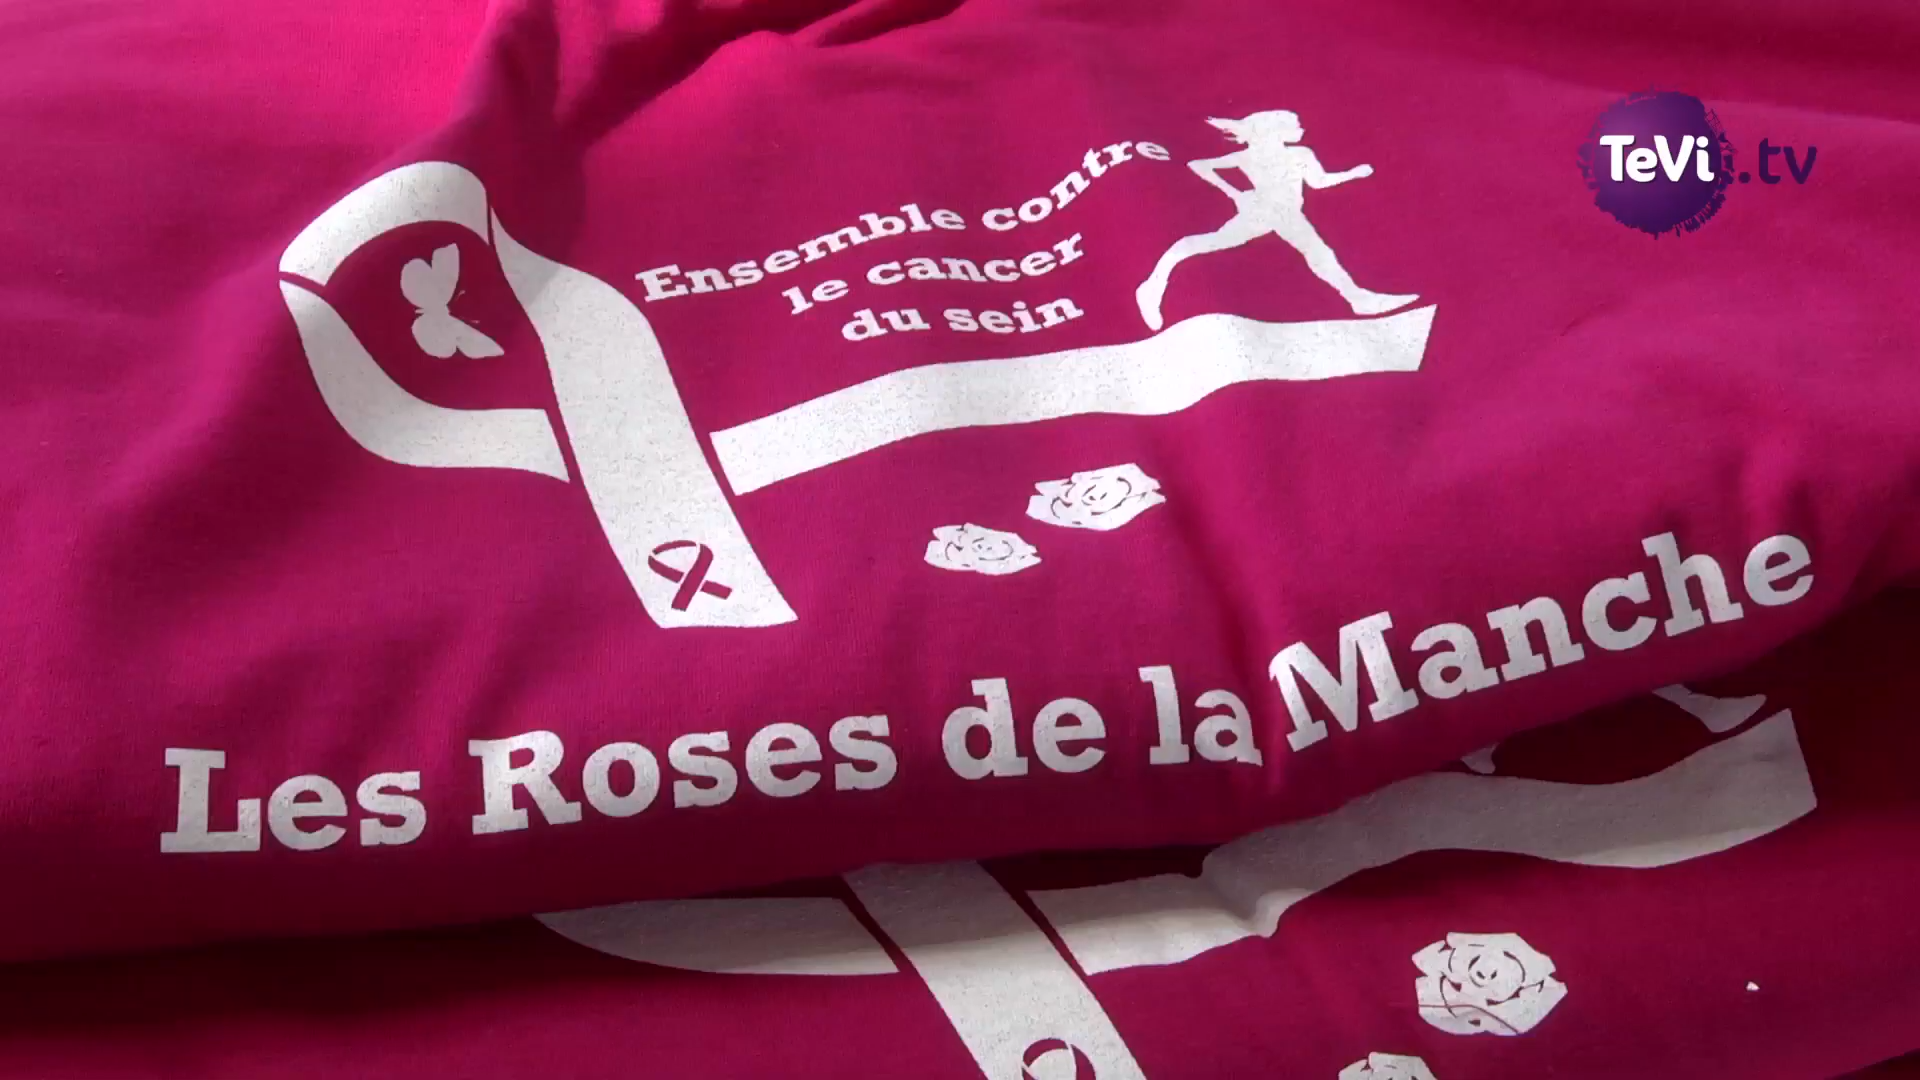 TeVi.tv
Ensemble contre
le cancer
du sein
Les Roses de la Manche